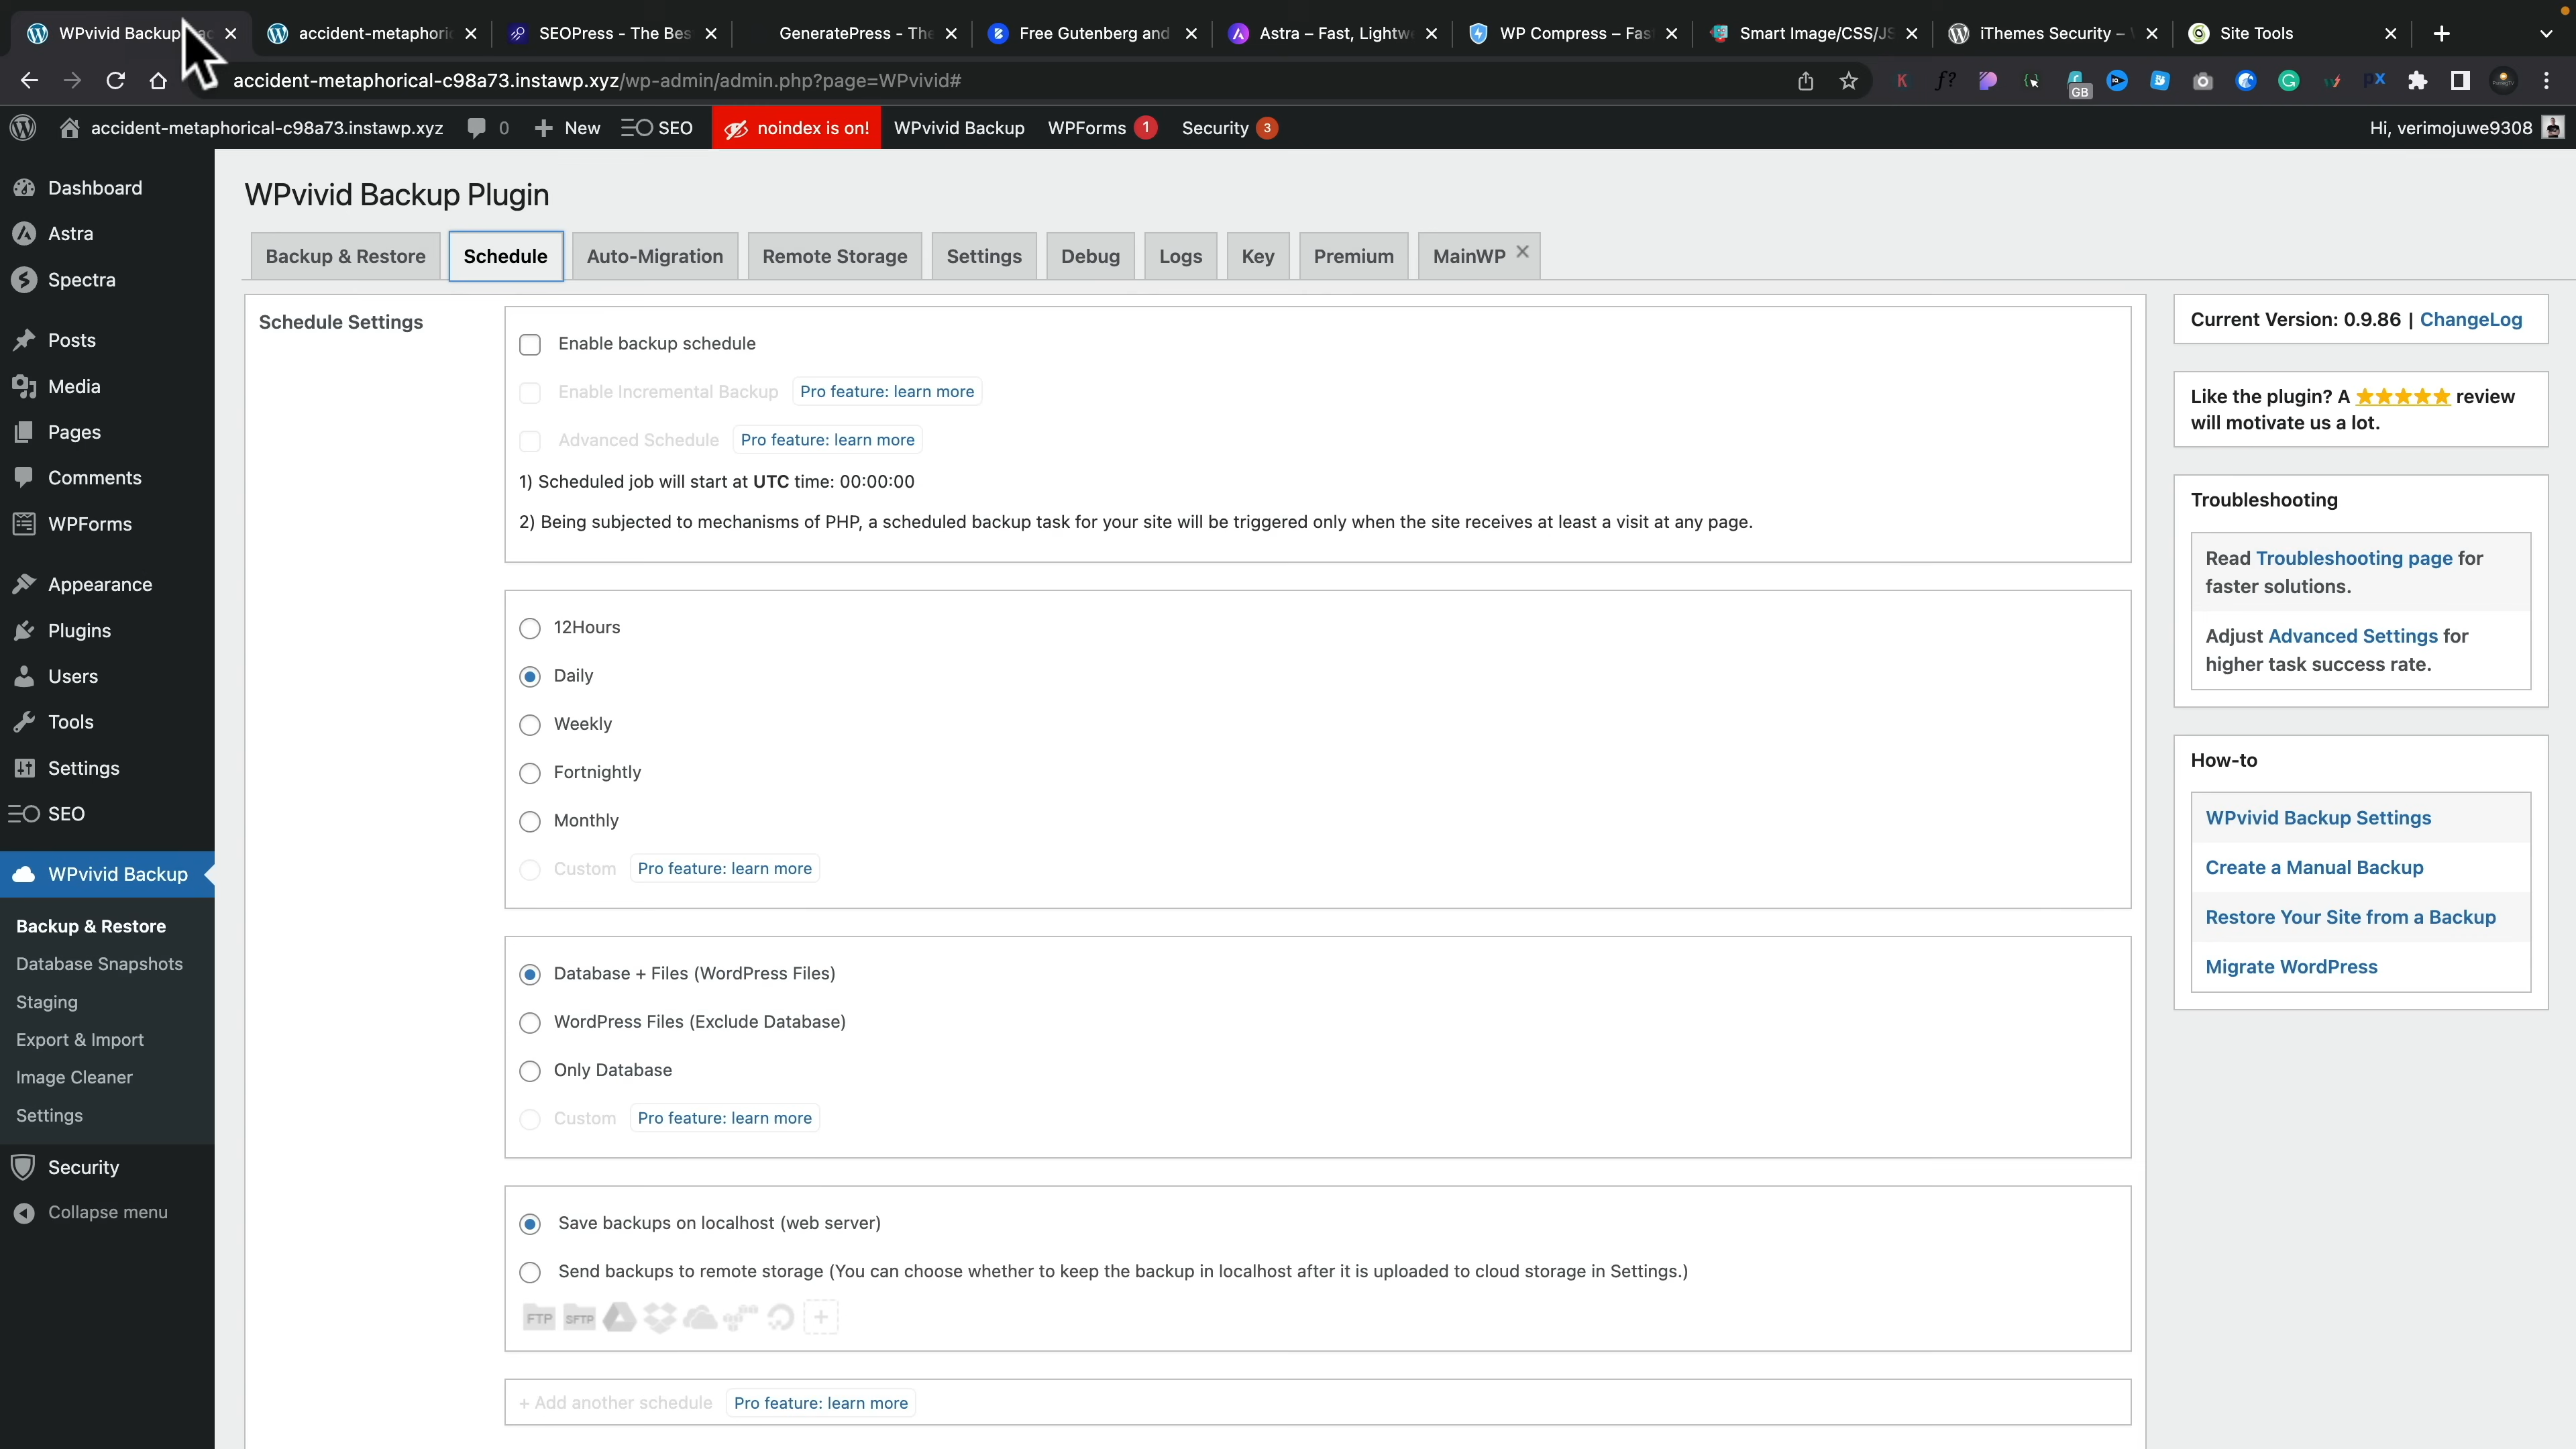 WPvivid Backup
accident-metaphoric
SEOPress - The Bes
GeneratePress - The
Free Gutenberg and
Astra – Fast, Lightw
WP Compress – Fas
Smart Image/CSS/JS
iThemes Security –
Site Tools
accident-metaphorical-c98a73.instawp.xyz/wp-admin/admin.php?page=WPvivid#
GB
accident-metaphorical-c98a73.instawp.xyz
0
New
SEO
noindex is on!
WPvivid Backup
WPForms 1
Security 3
Hi, verimojuwe9308
Dashboard
Astra
Spectra
Posts
Media
Pages
Comments
WPForms
Appearance
Plugins
Users
Tools
Settings
SEO
WPvivid Backup
Backup & Restore
Database Snapshots
Staging
Export & Import
Image Cleaner
Settings
Security
Collapse menu
WPvivid Backup Plugin
Backup & Restore
Schedule
Auto-Migration
Remote Storage
Settings
Debug
Logs
Key
Premium
MainWP
Schedule Settings
Enable backup schedule
Enable Incremental Backup Pro feature: learn more
Advanced Schedule Pro feature: learn more
1) Scheduled job will start at UTC time: 00:00:00
2) Being subjected to mechanisms of PHP, a scheduled backup task for your site will be triggered only when the site receives at least a visit at any page.
12Hours
Daily
Weekly
Fortnightly
Monthly
Custom Pro feature: learn more
Database + Files (WordPress Files)
WordPress Files (Exclude Database)
Only Database
Custom Pro feature: learn more
Save backups on localhost (web server)
Send backups to remote storage (You can choose whether to keep the backup in localhost after it is uploaded to cloud storage in Settings.)
FTP SFTP
+ Add another schedule Pro feature: learn more
Current Version: 0.9.86 | ChangeLog
Like the plugin? A ★★★★★ review
will motivate us a lot.
Troubleshooting
Read Troubleshooting page for
faster solutions.
Adjust Advanced Settings for
higher task success rate.
How-to
WPvivid Backup Settings
Create a Manual Backup
Restore Your Site from a Backup
Migrate WordPress